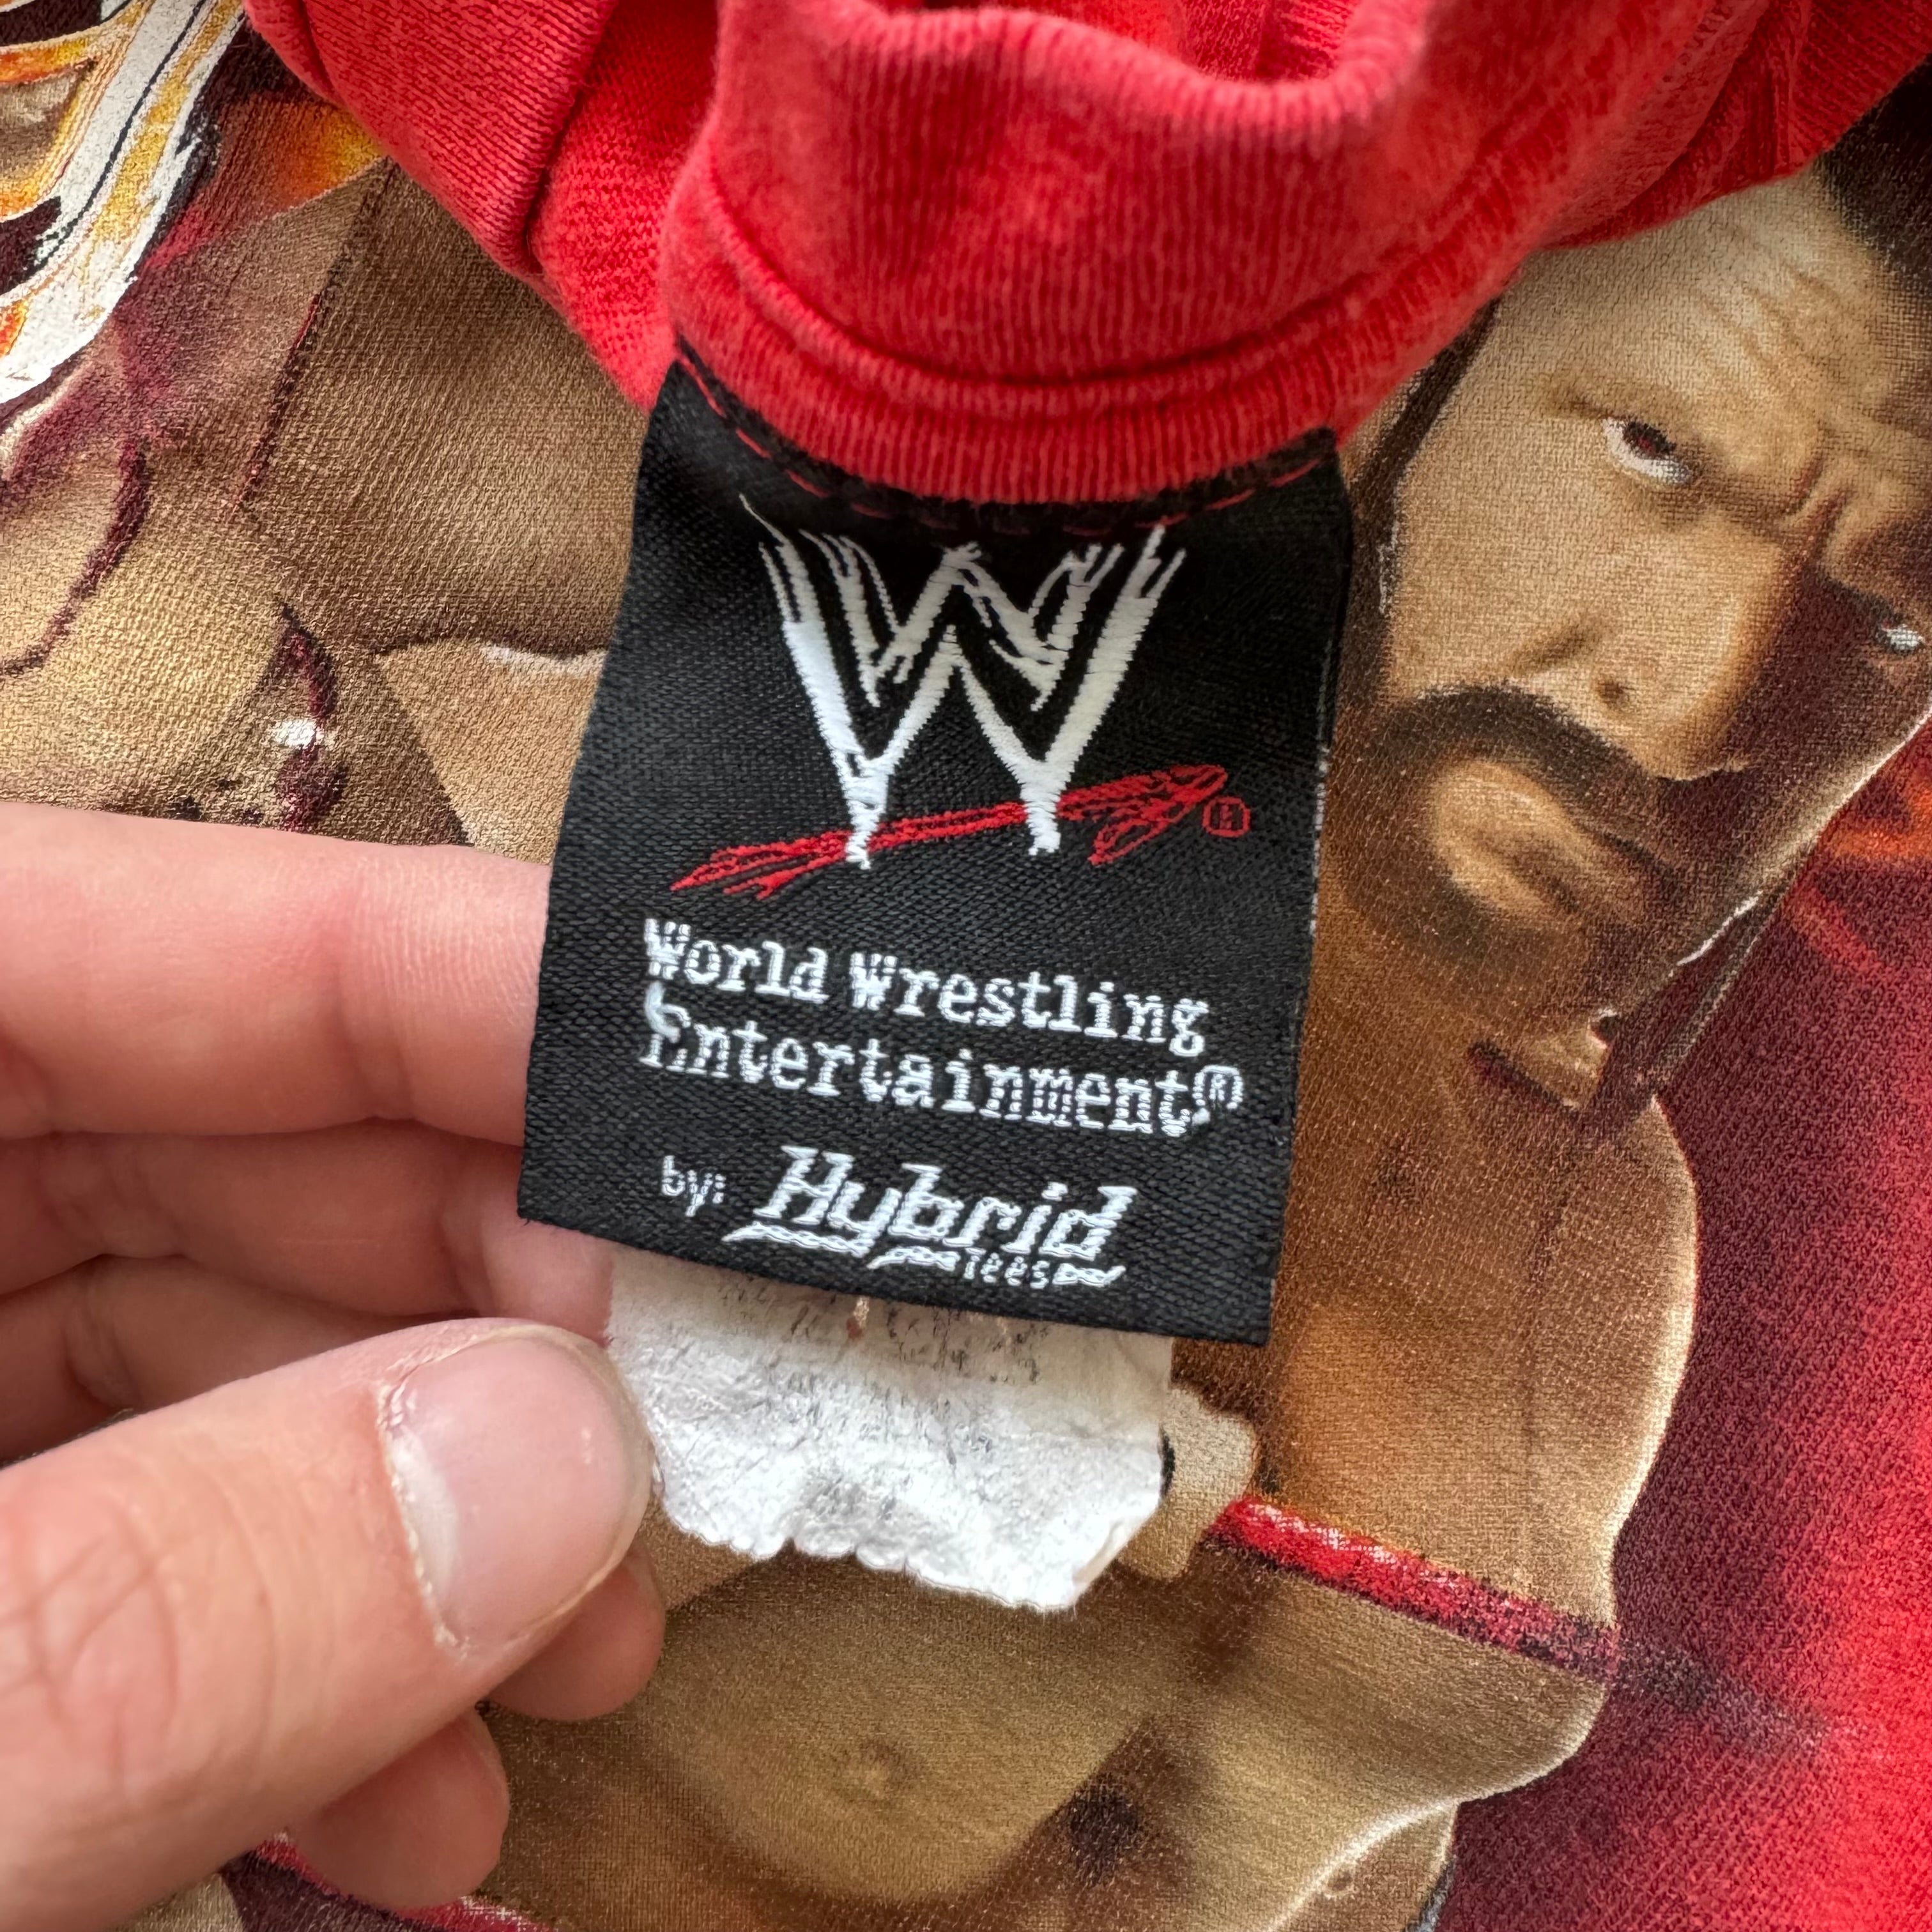 W®
World Wrestling
Entertainment®
by: Hybrid
Tees